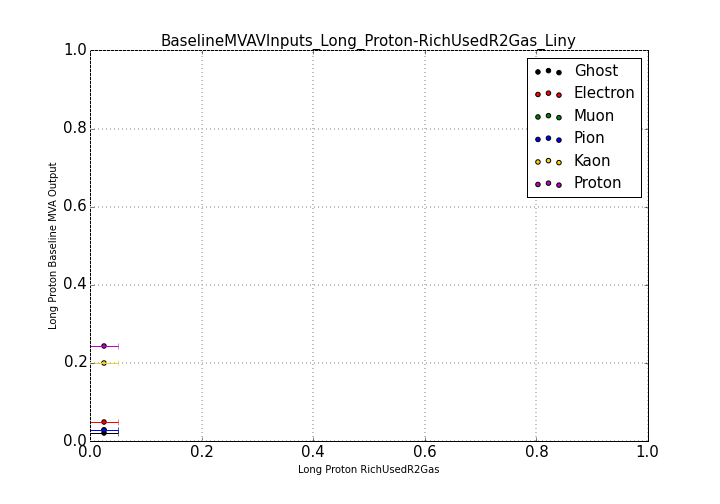 BaselineMVAVInputs_Long_Proton-RichUsedR2Gas_Liny
1.0
0.8
0.6
0.4
0.2
0.0
Long Proton Baseline MVA Output
Ghost
Electron
Muon
Pion
Kaon
Proton
0.0 0.2 0.4 0.6 0.8 1.0
Long Proton RichUsedR2Gas